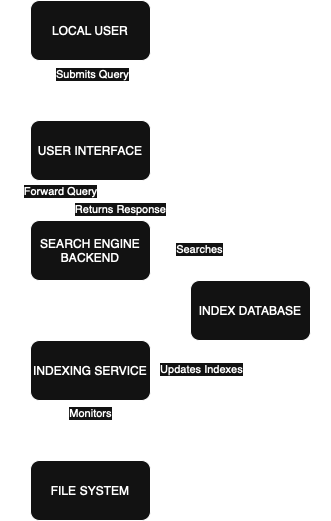 LOCAL USER
Submits Query
USER INTERFACE
Forward Query
Returns Response
SEARCH ENGINE
BACKEND
Searches
INDEX DATABASE
INDEXING SERVICE
Updates Indexes
Monitors
FILE SYSTEM